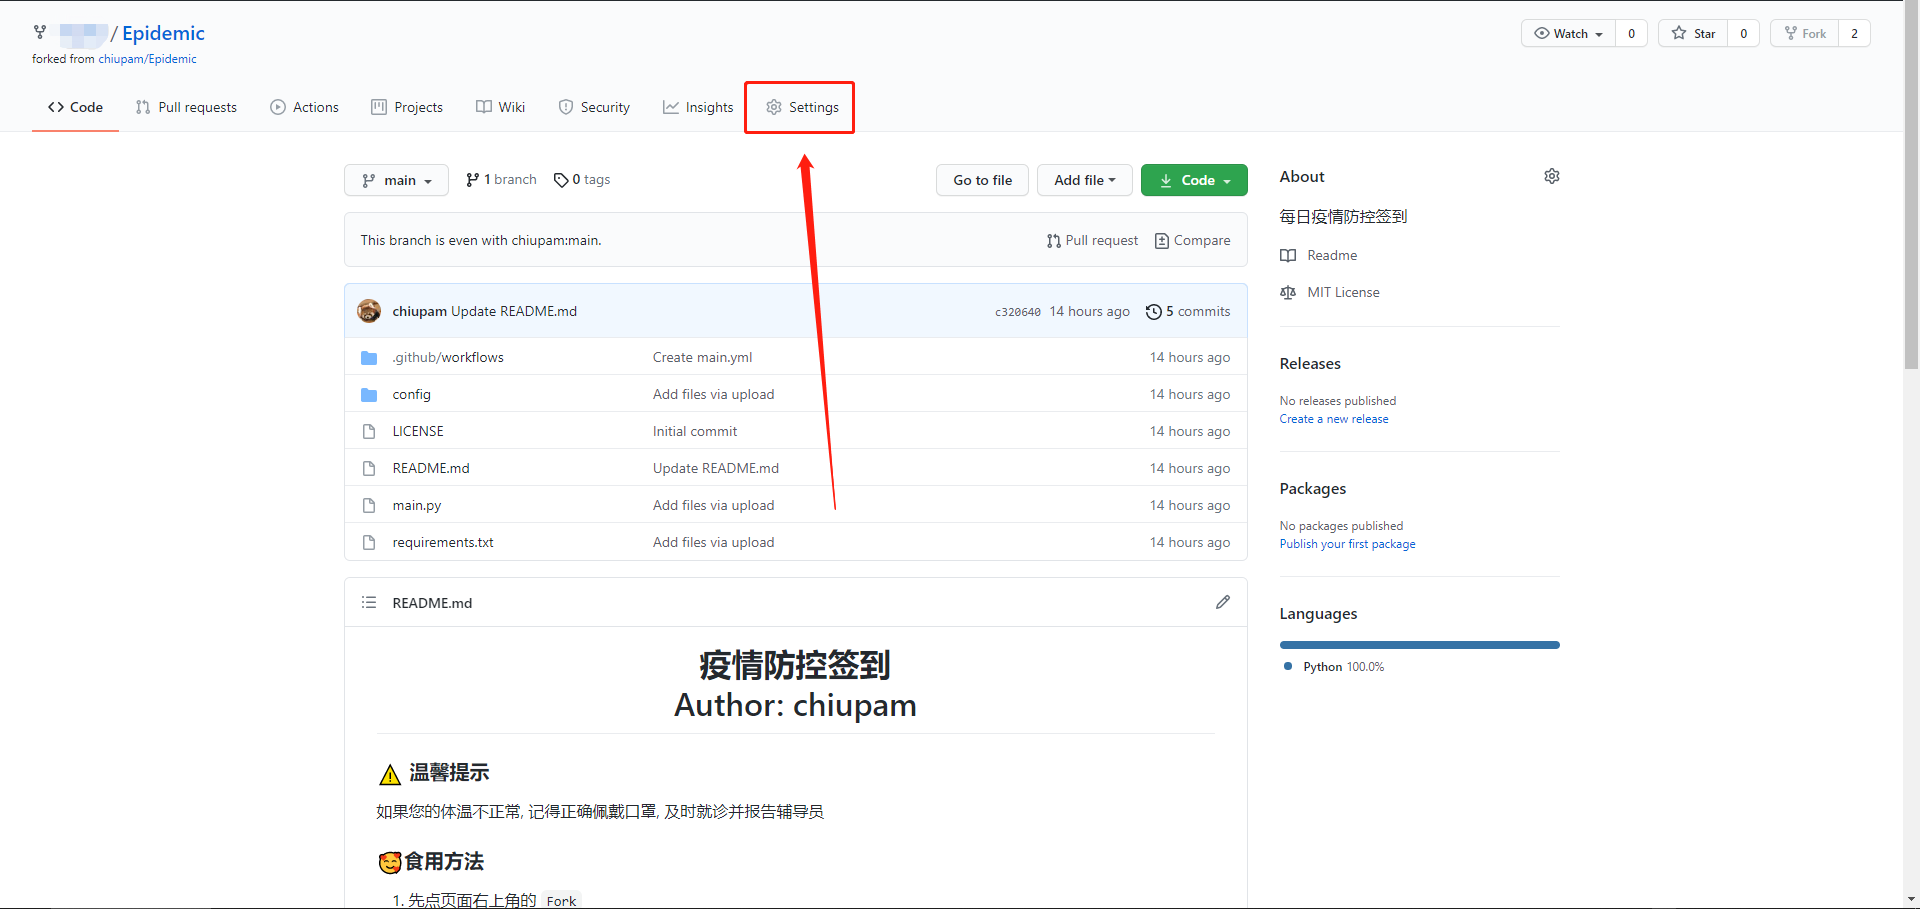 / Epidemic
Watch 0 Star 0 Fork 2
forked from chiupam/Epidemic
Code Pull requests Actions Projects Wiki Security Insights Settings
main 1 branch 0 tags Go to file Add file Code
This branch is even with chiupam:main. Pull request Compare
chiupam Update README.md c320640 14 hours ago 5 commits
.github/workflows Create main.yml 14 hours ago
config Add files via upload 14 hours ago
LICENSE Initial commit 14 hours ago
README.md Update README.md 14 hours ago
main.py Add files via upload 14 hours ago
requirements.txt Add files via upload 14 hours ago
README.md
疫情防控签到
Author: chiupam
温馨提示
如果您的体温不正常, 记得正确佩戴口罩, 及时就诊并报告辅导员
食用方法
1. 先点页面右上角的 Fork
About
每日疫情防控签到
Readme
MIT License
Releases
No releases published
Create a new release
Packages
No packages published
Publish your first package
Languages
Python 100.0%